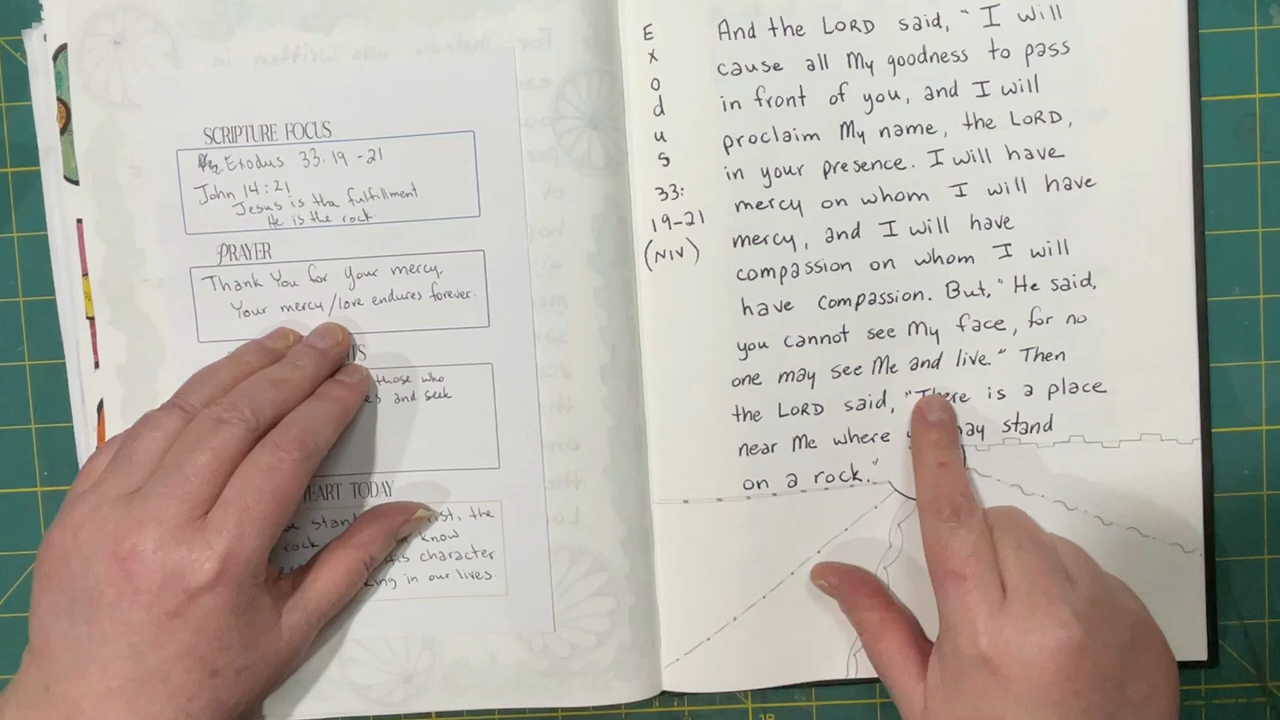 SCRIPTURE FOCUS
Exodus 33:19-21
John 14:21
Jesus is the fulfillment
He is the rock
PRAYER
Thank You for your mercy.
Your mercy/love endures forever.
those who
and seek
HEART TODAY
stand
the
rock know
character
in our lives.
E
x
o
d
u
s
33:
19-21
(NIV)
And the LORD said, "I will
cause all My goodness to pass
in front of you, and I will
proclaim My name, the LORD,
in your presence. I will have
mercy on whom I will have
mercy, and I will have
compassion on whom I will
have compassion. But," He said,
you cannot see My face, for no
one may see Me and live." Then
the LORD said, "There is a place
near Me where may stand
on a rock."